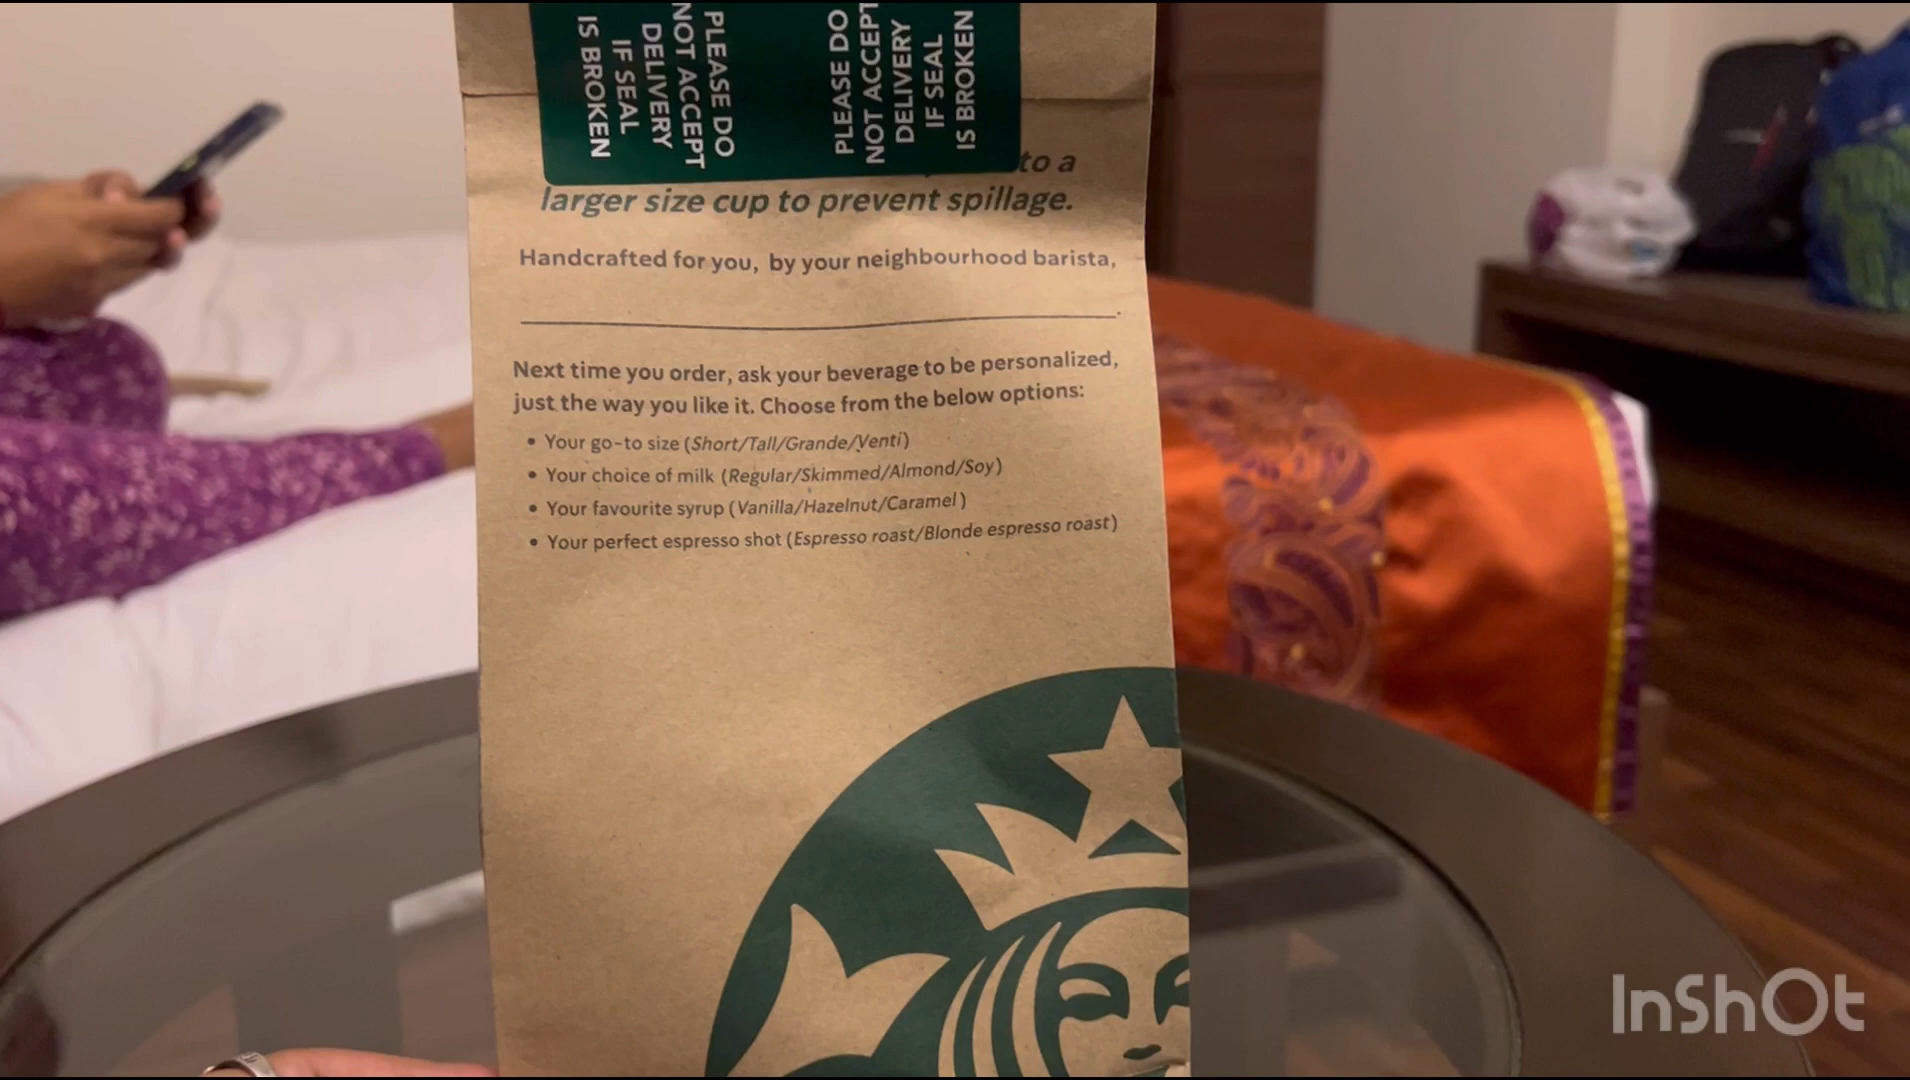 PLEASE DO
NOT ACCEPT
DELIVERY
IF SEAL
IS BROKEN
PLEASE DO
NOT ACCEPT
DELIVERY
IF SEAL
IS BROKEN
to a
larger size cup to prevent spillage.
Handcrafted for you, by your neighbourhood barista,
Next time you order, ask your beverage to be personalized,
just the way you like it. Choose from the below options:
• Your go-to size (Short/Tall/Grande/Venti)
• Your choice of milk (Regular/Skimmed/Almond/Soy)
• Your favourite syrup (Vanilla/Hazelnut/Caramel)
• Your perfect espresso shot (Espresso roast/Blonde espresso roast)
InShOt